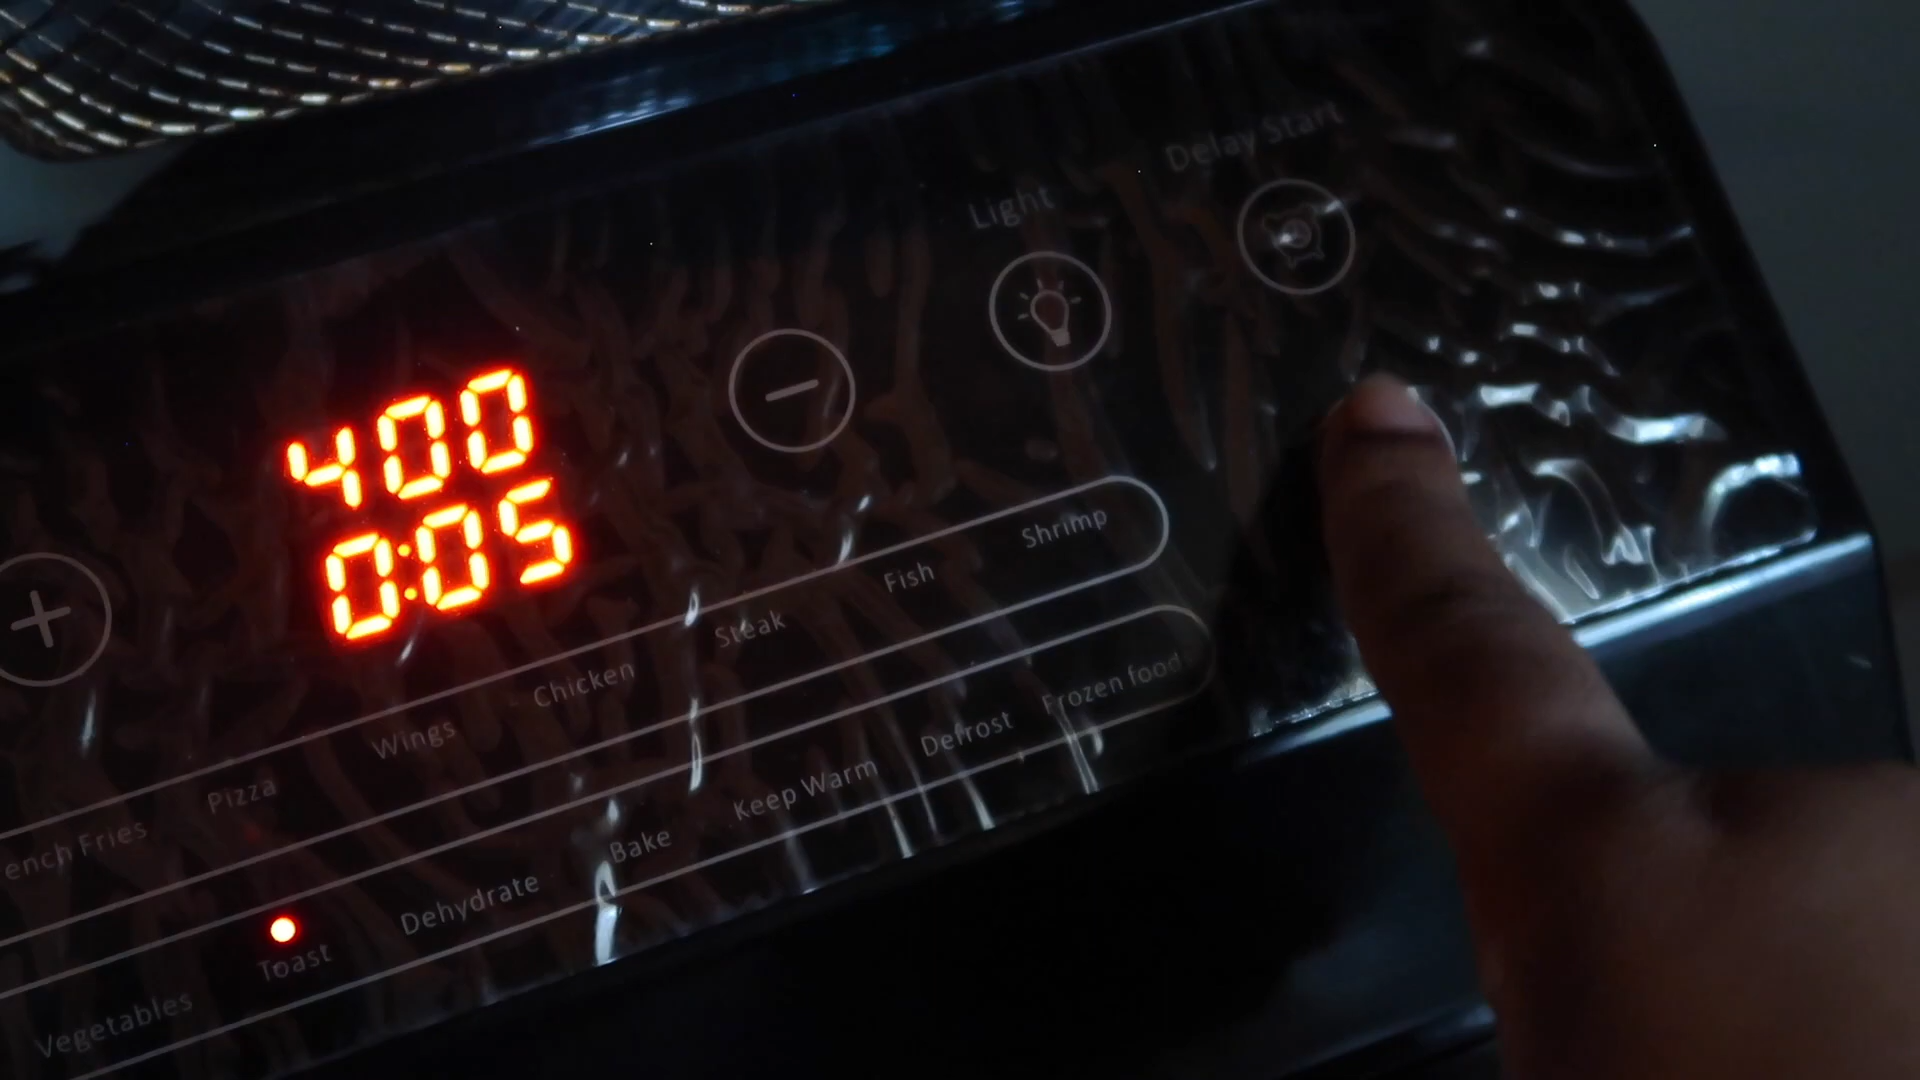 Delay Start
Light
400
0:05
ench Fries Pizza Wings Chicken Steak Fish Shrimp
Vegetables Toast Dehydrate Bake Keep Warm Defrost Frozen food